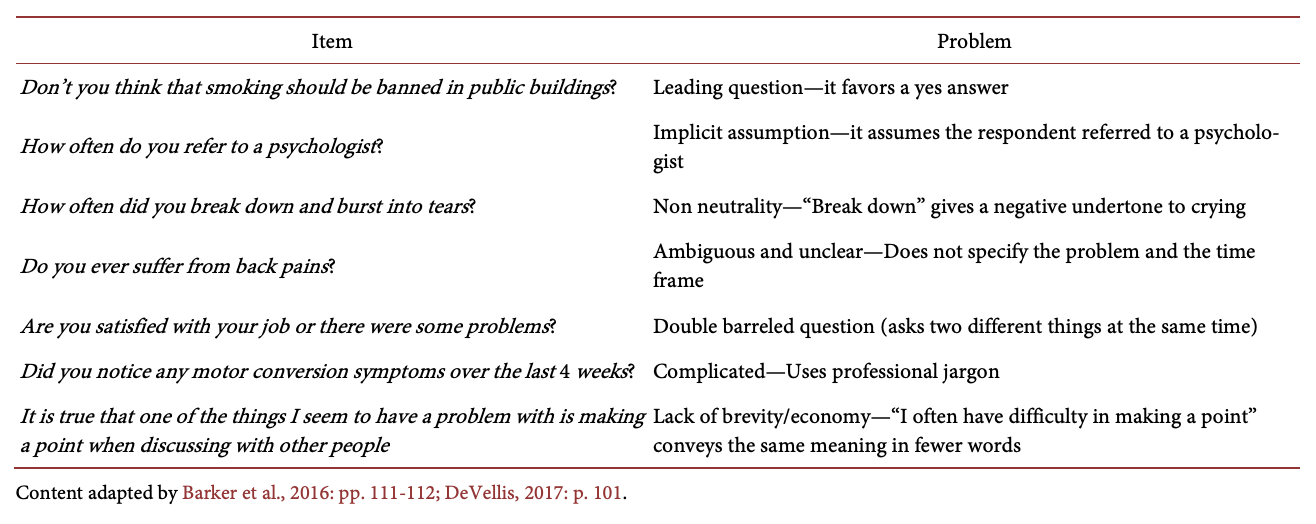 Item Problem
Don't you think that smoking should be banned in public buildings? Leading question—it favors a yes answer
How often do you refer to a psychologist? Implicit assumption—it assumes the respondent referred to a psycholo-
gist
How often did you break down and burst into tears? Non neutrality—“Break down” gives a negative undertone to crying
Do you ever suffer from back pains? Ambiguous and unclear—Does not specify the problem and the time
frame
Are you satisfied with your job or there were some problems? Double barreled question (asks two different things at the same time)
Did you notice any motor conversion symptoms over the last 4 weeks? Complicated—Uses professional jargon
It is true that one of the things I seem to have a problem with is making
a point when discussing with other people
Lack of brevity/economy—“I often have difficulty in making a point”
conveys the same meaning in fewer words
Content adapted by Barker et al., 2016: pp. 111-112; DeVellis, 2017: p. 101.